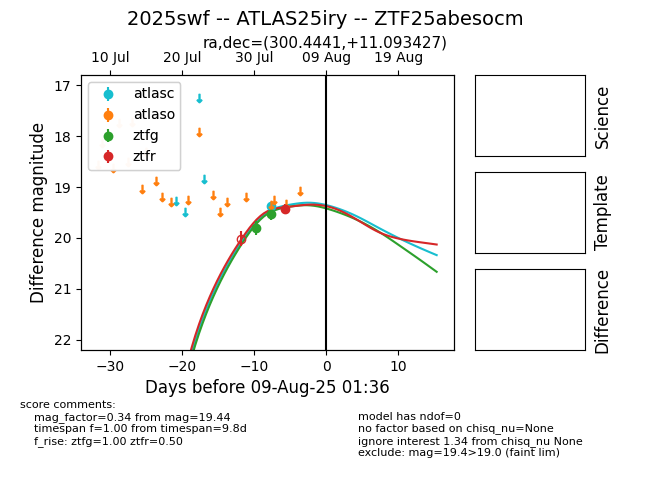 2025swf -- ATLAS25iry -- ZTF25abesocm
ra,dec=(300.4441,+11.093427)
10 Jul 20 Jul 30 Jul 09 Aug 19 Aug
atlasc
atlaso
ztfg
ztfr
17
18
19
20
21
22
Difference magnitude
−30 −20 −10 0 10
Days before 09-Aug-25 01:36
Science
Template
Difference
score comments:
mag_factor=0.34 from mag=19.44
timespan f=1.00 from timespan=9.8d
f_rise: ztfg=1.00 ztfr=0.50
model has ndof=0
no factor based on chisq_nu=None
ignore interest 1.34 from chisq_nu None
exclude: mag=19.4>19.0 (faint lim)